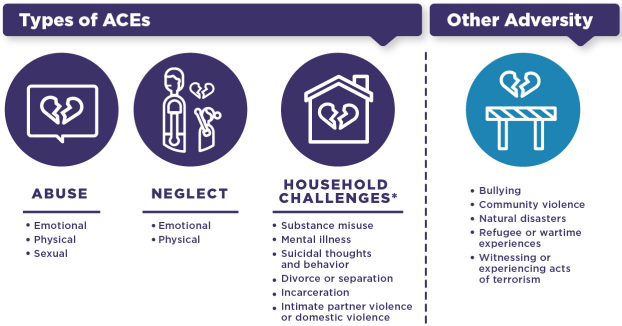 Types of ACEs
Other Adversity
ABUSE
• Emotional
• Physical
• Sexual
NEGLECT
• Emotional
• Physical
HOUSEHOLD
CHALLENGES*
• Substance misuse
• Mental illness
• Suicidal thoughts
and behavior
• Divorce or separation
• Incarceration
• Intimate partner violence
or domestic violence
• Bullying
• Community violence
• Natural disasters
• Refugee or wartime
experiences
• Witnessing or
experiencing acts
of terrorism